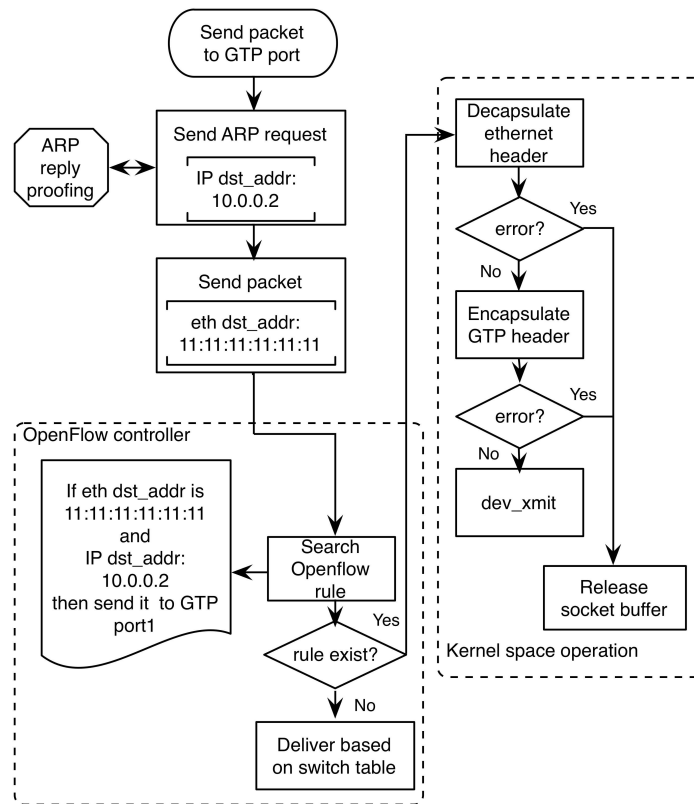 Send packet
to GTP port
Send ARP request
IP dst_addr:
10.0.0.2
ARP
reply
proofing
Send packet
eth dst_addr:
11:11:11:11:11:11
OpenFlow controller
If eth dst_addr is
11:11:11:11:11:11
and
IP dst_addr:
10.0.0.2
then send it to GTP
port1
Search
Openflow
rule
Yes
rule exist?
No
Deliver based
on switch table
Decapsulate
ethernet
header
Yes
error?
No
Encapsulate
GTP header
Yes
error?
No
dev_xmit
Release
socket buffer
Kernel space operation